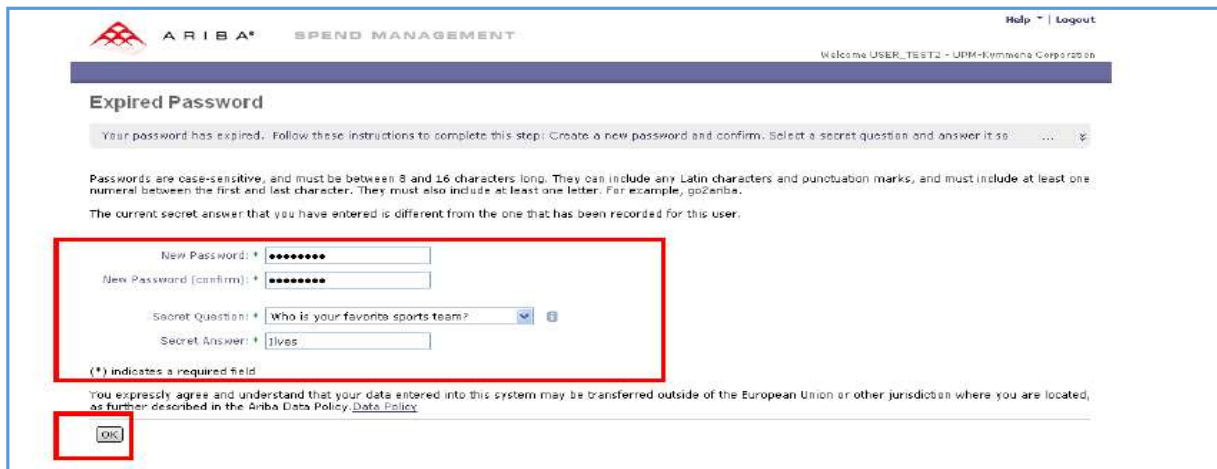 Help | Logout
ARIBA® SPEND MANAGEMENT
Welcome USER_TEST2 - UPM-Kymmene Corporation
Expired Password
Your password has expired. Follow these instructions to complete this step: Create a new password and confirm. Select a secret question and answer it so ...
Passwords are case-sensitive, and must be between 8 and 16 characters long. They can include any Latin characters and punctuation marks, and must include at least one
numeral between the first and last character. They must also include at least one letter. For example, go2ariba.
The current secret answer that you have entered is different from the one that has been recorded for this user.
New Password: * ••••••••
New Password (confirm): * ••••••••
Secret Question: * Who is your favorite sports team?
Secret Answer: * Ilves
(*) indicates a required field
You expressly agree and understand that your data entered into this system may be transferred outside of the European Union or other jurisdiction where you are located,
as further described in the Ariba Data Policy. Data Policy
OK